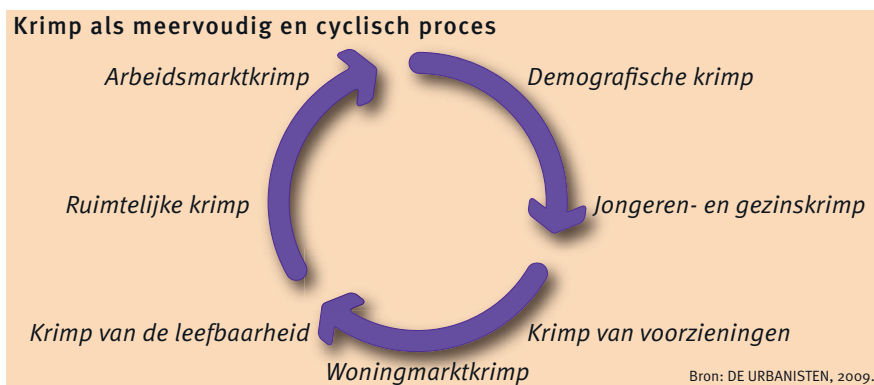 Krimp als meervoudig en cyclisch proces
Arbeidsmarktkrimp
Demografische krimp
Ruimtelijke krimp
Jongeren- en gezinskrimp
Krimp van de leefbaarheid
Krimp van voorzieningen
Woningmarktkrimp
Bron: DE URBANISTEN, 2009.